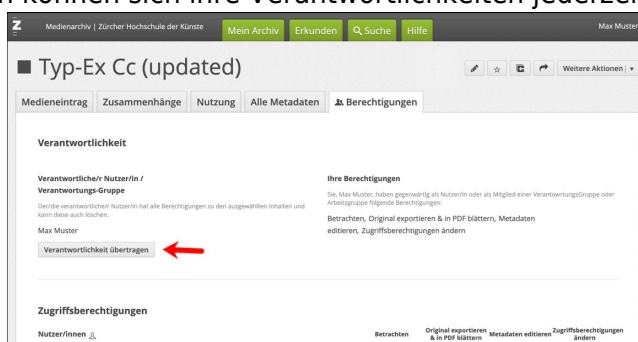 können sich ihre Verantwortlichkeiten
Z Medienarchiv | Zürcher Hochschule der Künste Mein Archiv Erkunden Suche Hilfe Max Muster
Typ-Ex Cc (updated)
Weitere Aktionen
Medieneintrag Zusammenhänge Nutzung Alle Metadaten Berechtigungen
Verantwortlichkeit
Verantwortliche/r Nutzer/in /
Verantwortungs-Gruppe
Der/die verantwortliche/r Nutzer/in hat alle Berechtigungen zu den ausgewählten Inhalten und
kann diese auch löschen.
Max Muster
Verantwortlichkeit übertragen
Ihre Berechtigungen
Sie, Max Muster, haben gegenwärtig als Nutzer/in oder als Mitglied einer VerantowrtungsGruppe oder
Arbeitsgruppe folgende Berechtigungen:
Betrachten, Original exportieren & in PDF blättern, Metadaten
editieren, Zugriffsberechtigungen ändern
Zugriffsberechtigungen
Nutzer/innen
Betrachten
Original exportieren
& in PDF blättern
Metadaten editieren
Zugriffsberechtigungen
ändern